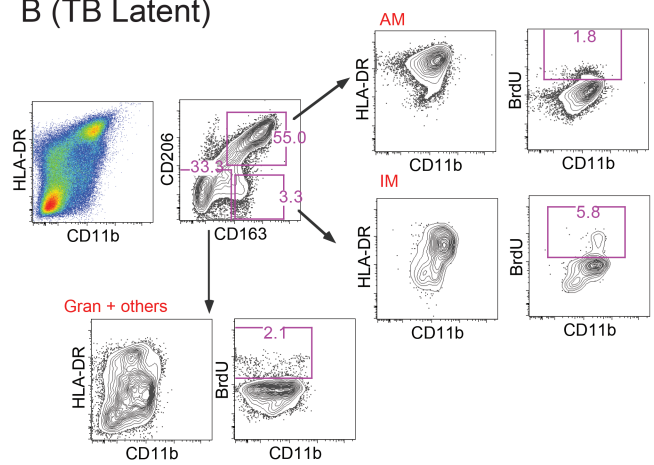 B (TB Latent)
AM
HLA-DR
CD11b
BrdU
1.8
CD11b
HLA-DR
CD11b
CD206
55.0
33.3
3.3
CD163
IM
HLA-DR
CD11b
BrdU
5.8
CD11b
Gran + others
HLA-DR
CD11b
BrdU
2.1
CD11b